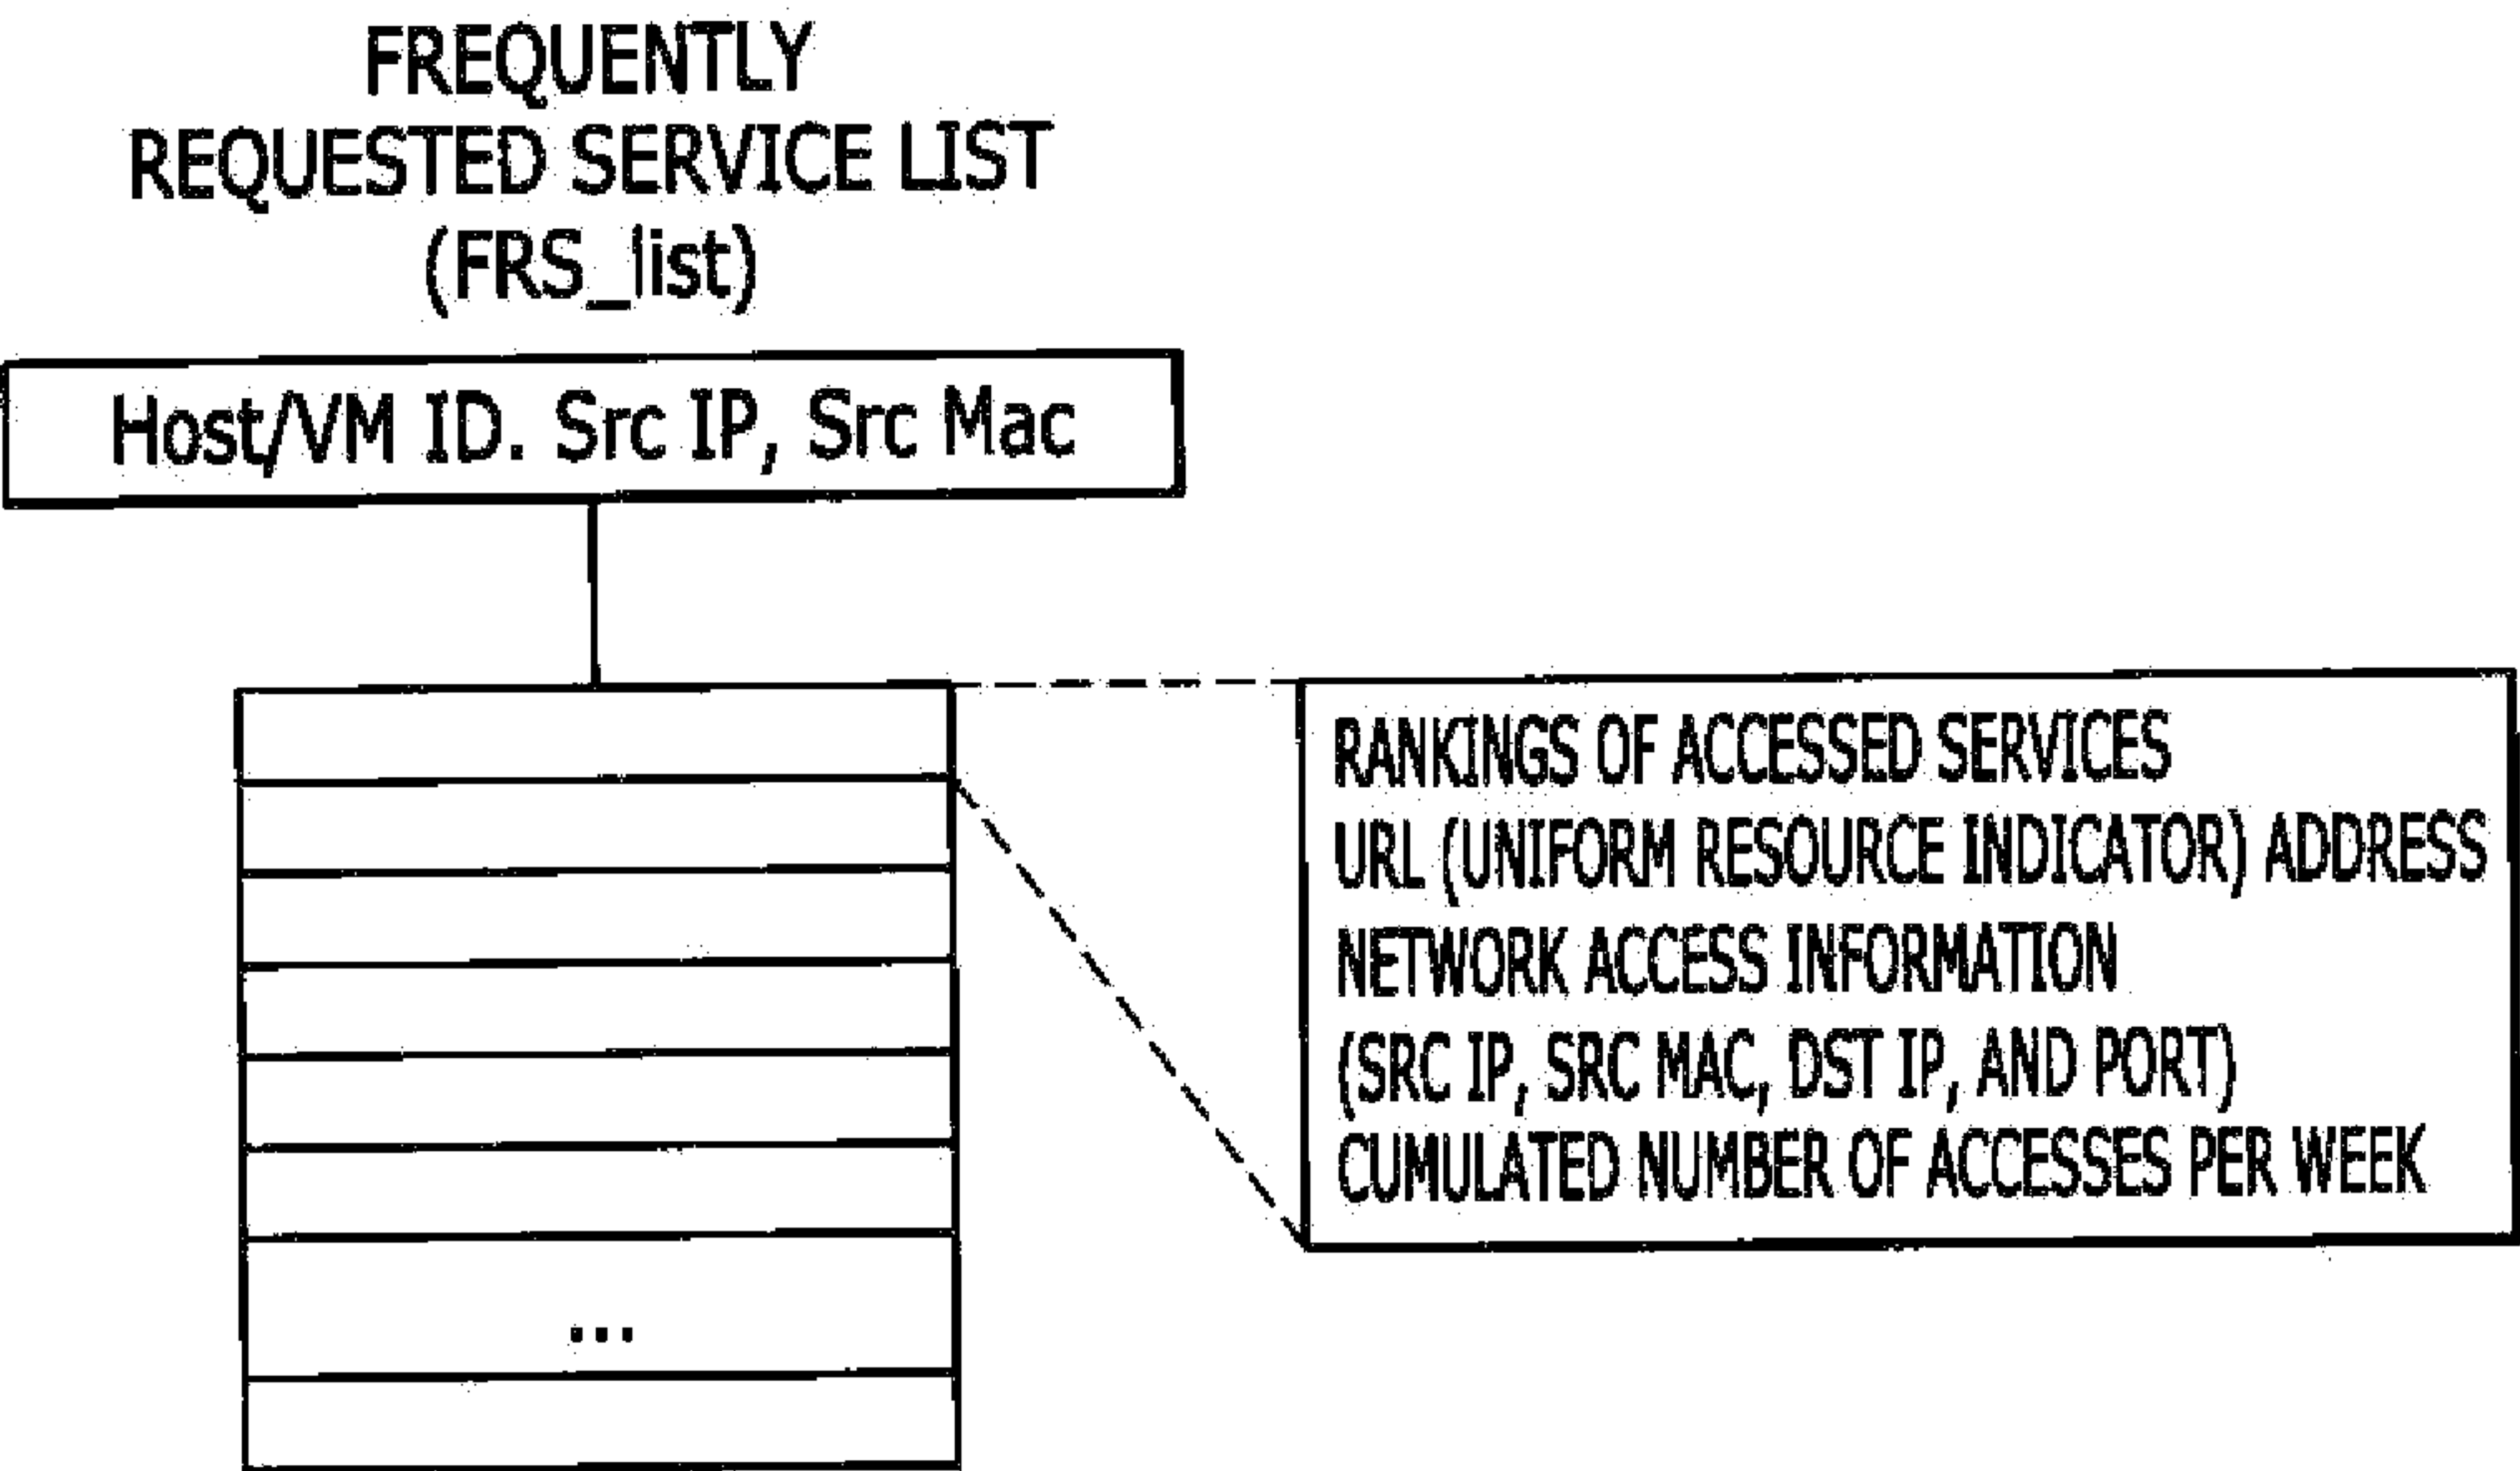 FREQUENTLY
REQUESTED SERVICE LIST
(FRS_list)
Host/VM ID. Src IP, Src Mac
RANKINGS OF ACCESSED SERVICES
URL (UNIFORM RESOURCE INDICATOR) ADDRESS
NETWORK ACCESS INFORMATION
(SRC IP, SRC MAC, DST IP, AND PORT)
CUMULATED NUMBER OF ACCESSES PER WEEK
...